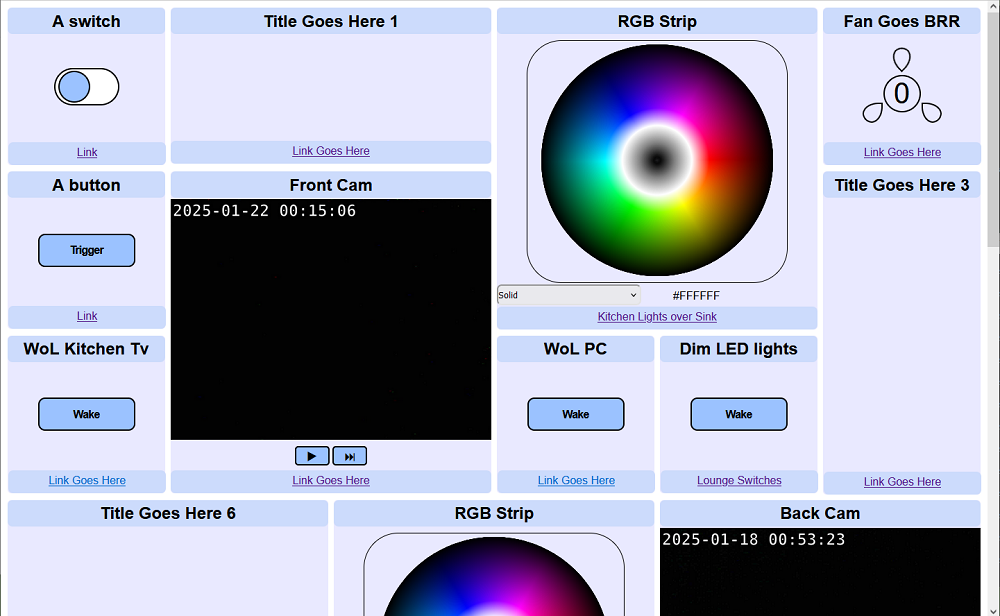 A switch
Link
Title Goes Here 1
Link Goes Here
RGB Strip
Solid
#FFFFFF
Kitchen Lights over Sink
Fan Goes BRR
0
Link Goes Here
A button
Trigger
Link
Front Cam
2025-01-22 00:15:06
Link Goes Here
Title Goes Here 3
Link Goes Here
WoL Kitchen Tv
Wake
Link Goes Here
WoL PC
Wake
Link Goes Here
Dim LED lights
Wake
Lounge Switches
Title Goes Here 6
RGB Strip
Back Cam
2025-01-18 00:53:23